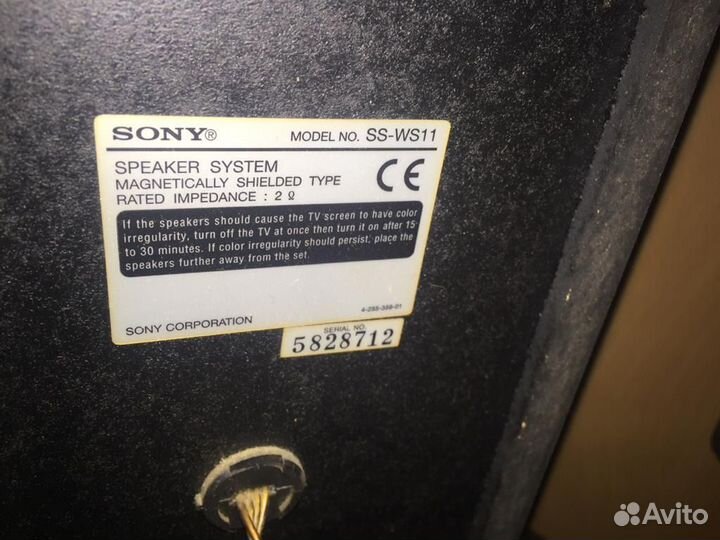 SONY®
MODEL NO. SS-WS11
SPEAKER SYSTEM
MAGNETICALLY SHIELDED TYPE
RATED IMPEDANCE : 2 Ω
CE
If the speakers should cause the TV screen to have color
irregularity, turn off the TV at once then turn it on after 15
to 30 minutes. If color irregularity should persist, place the
speakers further away from the set.
SONY CORPORATION
SERIAL NO.
5828712
Avito